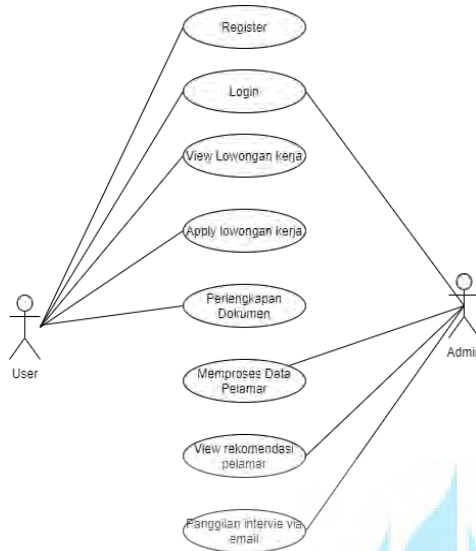 Register
Login
View Lowongan kerja
Apply lowongan kerja
Perlengkapan
Dokumen
User
Admin
Memproses Data
Pelamar
View rekomendasi
pelamar
Panggilan intervie via
email